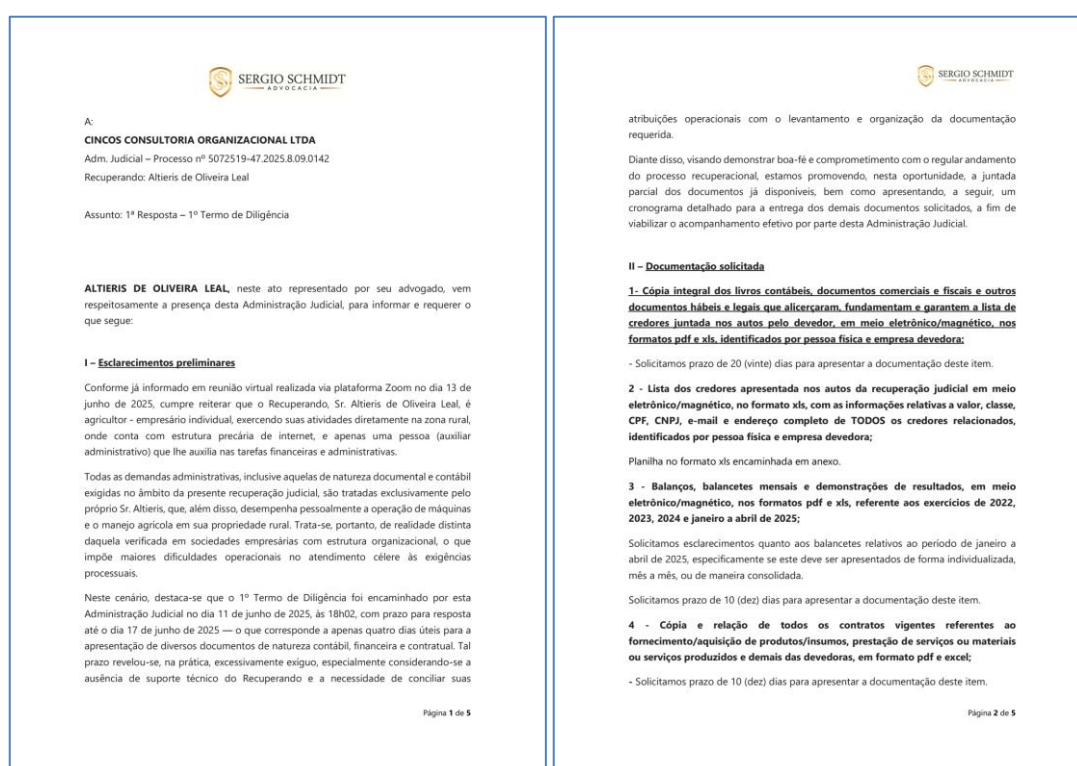 SERGIO SCHMIDT
ADVOCACIA
A:
CINCOS CONSULTORIA ORGANIZACIONAL LTDA
Adm. Judicial – Processo nº 5072519-47.2025.8.09.0142
Recuperando: Altieris de Oliveira Leal
Assunto: 1ª Resposta – 1º Termo de Diligência
ALTIERIS DE OLIVEIRA LEAL, neste ato representado por seu advogado, vem
respeitosamente a presença desta Administração Judicial, para informar e requerer o
que segue:
I – Esclarecimentos preliminares
Conforme já informado em reunião virtual realizada via plataforma Zoom no dia 13 de
junho de 2025, cumpre reiterar que o Recuperando, Sr. Altieris de Oliveira Leal, é
agricultor - empresário individual, exercendo suas atividades diretamente na zona rural,
onde conta com estrutura precária de internet, e apenas uma pessoa (auxiliar
administrativo) que lhe auxilia nas tarefas financeiras e administrativas.
Todas as demandas administrativas, inclusive aquelas de natureza documental e contábil
exigidas no âmbito da presente recuperação judicial, são tratadas exclusivamente pelo
próprio Sr. Altieris, que, além disso, desempenha pessoalmente a operação de máquinas
e o manejo agrícola em sua propriedade rural. Trata-se, portanto, de realidade distinta
daquela verificada em sociedades empresárias com estrutura organizacional, o que
impõe maiores dificuldades operacionais no atendimento célere às exigências
processuais.
Neste cenário, destaca-se que o 1º Termo de Diligência foi encaminhado por esta
Administração Judicial no dia 11 de junho de 2025, às 18h02, com prazo para resposta
até o dia 17 de junho de 2025 — o que corresponde a apenas quatro dias úteis para a
apresentação de diversos documentos de natureza contábil, financeira e contratual. Tal
prazo revelou-se, na prática, excessivamente exíguo, especialmente considerando-se a
ausência de suporte técnico do Recuperando e a necessidade de conciliar suas
Página 1 de 5
SERGIO SCHMIDT
ADVOCACIA
atribuições operacionais com o levantamento e organização da documentação
requerida.
Diante disso, visando demonstrar boa-fé e comprometimento com o regular andamento
do processo recuperacional, estamos promovendo, nesta oportunidade, a juntada
parcial dos documentos já disponíveis, bem como apresentando, a seguir, um
cronograma detalhado para a entrega dos demais documentos solicitados, a fim de
viabilizar o acompanhamento efetivo por parte desta Administração Judicial.
II – Documentação solicitada
1- Cópia integral dos livros contábeis, documentos comerciais e fiscais e outros
documentos hábeis e legais que alicerçaram, fundamentam e garantem a lista de
credores juntada nos autos pelo devedor, em meio eletrônico/magnético, nos
formatos pdf e xls, identificados por pessoa física e empresa devedora;
- Solicitamos prazo de 20 (vinte) dias para apresentar a documentação deste item.
2 - Lista dos credores apresentada nos autos da recuperação judicial em meio
eletrônico/magnético, no formato xls, com as informações relativas a valor, classe,
CPF, CNPJ, e-mail e endereço completo de TODOS os credores relacionados,
identificados por pessoa física e empresa devedora;
Planilha no formato xls encaminhada em anexo.
3 - Balanços, balancetes mensais e demonstrações de resultados, em meio
eletrônico/magnético, nos formatos pdf e xls, referente aos exercícios de 2022,
2023, 2024 e janeiro a abril de 2025;
Solicitamos esclarecimentos quanto aos balancetes relativos ao período de janeiro a
abril de 2025, especificamente se este deve ser apresentados de forma individualizada,
mês a mês, ou de maneira consolidada.
Solicitamos prazo de 10 (dez) dias para apresentar a documentação deste item.
4 - Cópia e relação de todos os contratos vigentes referentes ao
fornecimento/aquisição de produtos/insumos, prestação de serviços ou materiais
ou serviços produzidos e demais das devedoras, em formato pdf e excel;
- Solicitamos prazo de 10 (dez) dias para apresentar a documentação deste item.
Página 2 de 5